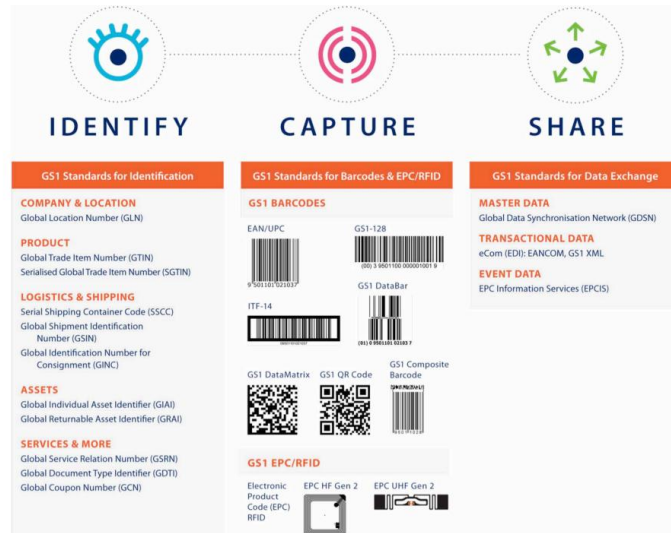 IDENTIFY
CAPTURE
SHARE
GS1 Standards for Identification
COMPANY & LOCATION
Global Location Number (GLN)
PRODUCT
Global Trade Item Number (GTIN)
Serialised Global Trade Item Number (SGTIN)
LOGISTICS & SHIPPING
Serial Shipping Container Code (SSCC)
Global Shipment Identification
Number (GSIN)
Global Identification Number for
Consignment (GINC)
ASSETS
Global Individual Asset Identifier (GIAI)
Global Returnable Asset Identifier (GRAI)
SERVICES & MORE
Global Service Relation Number (GSRN)
Global Document Type Identifier (GDTI)
Global Coupon Number (GCN)
GS1 Standards for Barcodes & EPC/RFID
GS1 BARCODES
EAN/UPC
9 501101 021037
GS1-128
(00) 3 9501100 000001001 9
ITF-14
GS1 DataBar
(01) 0 9501101 02103 7
GS1 DataMatrix
GS1 QR Code
GS1 Composite
Barcode
GS1 EPC/RFID
Electronic
Product
Code (EPC)
RFID
EPC HF Gen 2
EPC UHF Gen 2
GS1 Standards for Data Exchange
MASTER DATA
Global Data Synchronisation Network (GDSN)
TRANSACTIONAL DATA
eCom (EDI): EANCOM, GS1 XML
EVENT DATA
EPC Information Services (EPCIS)